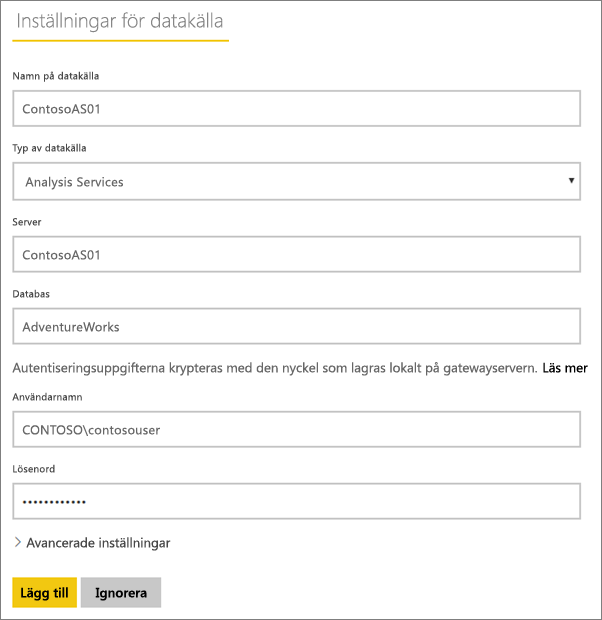 Inställningar för datakälla
Namn på datakälla
ContosoAS01
Typ av datakälla
Analysis Services
Server
ContosoAS01
Databas
AdventureWorks
Autentiseringsuppgifterna krypteras med den nyckel som lagras lokalt på gatewayservern. Läs mer
Användarnamn
CONTOSO\contosouser
Lösenord
••••••••••••
Avancerade inställningar
Lägg till Ignorera